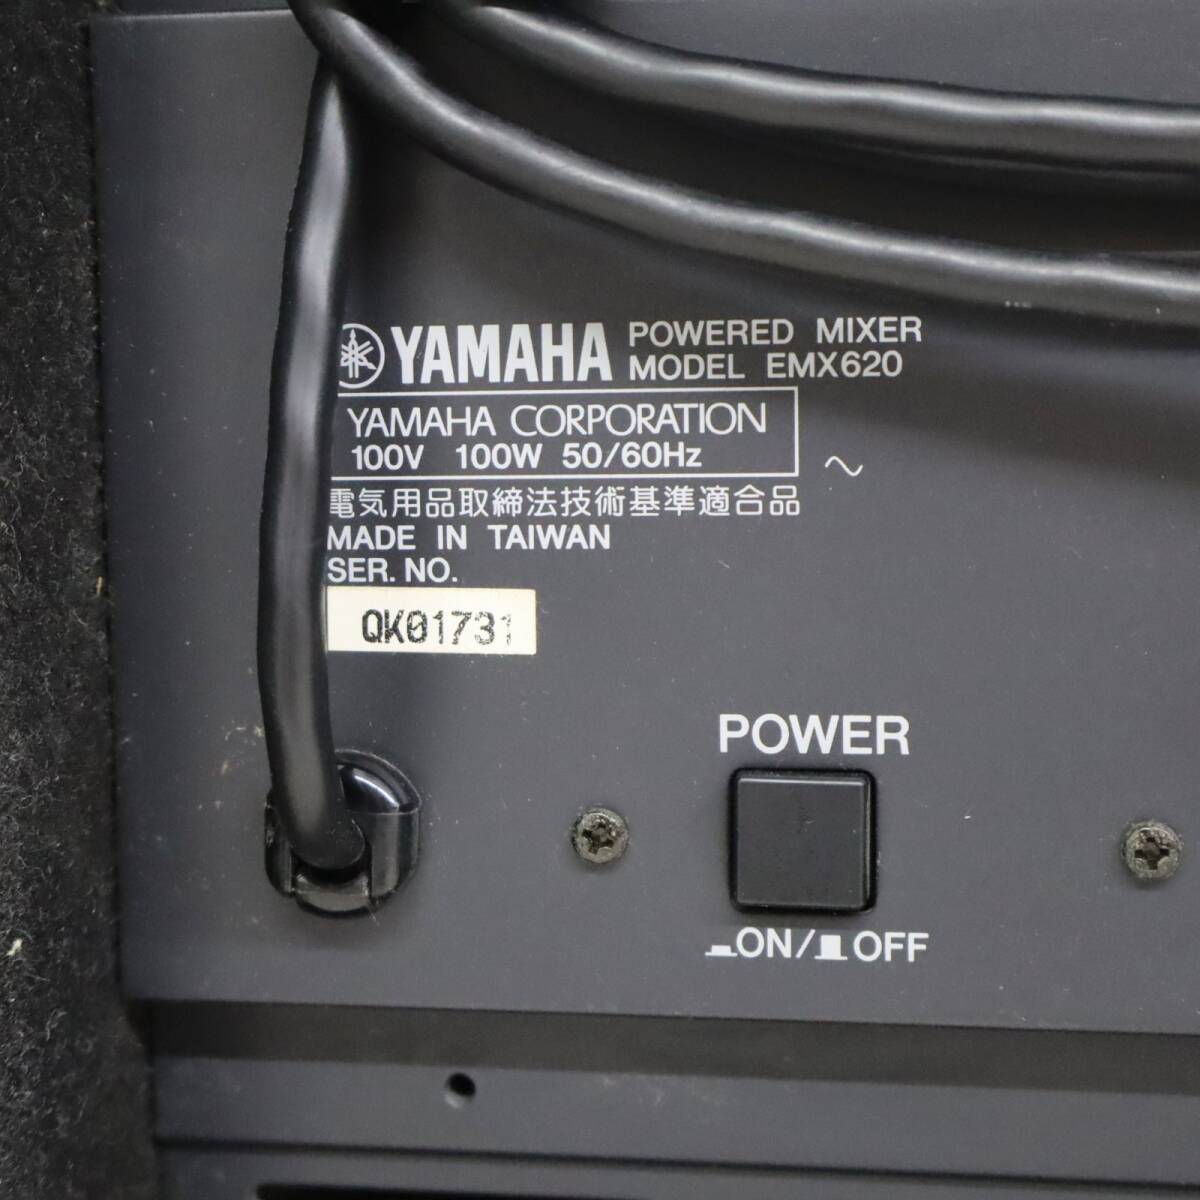 YAMAHA POWERED MIXER
MODEL EMX620
YAMAHA CORPORATION
100V 100W 50/60Hz
電気用品取締法技術基準適合品
MADE IN TAIWAN
SER. NO.
QK01731
POWER
ON/ OFF